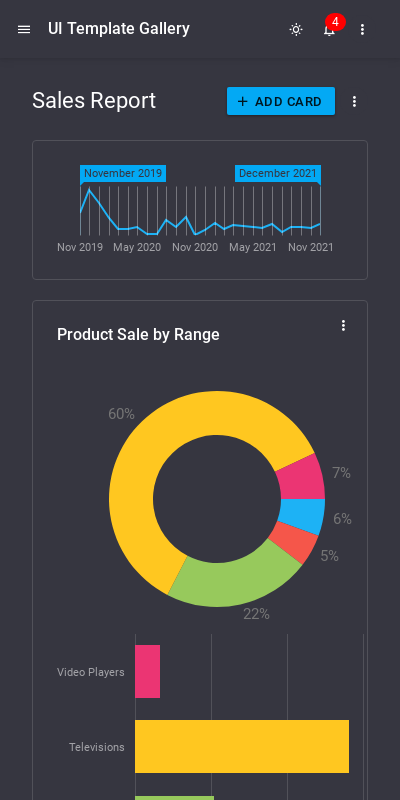 UI Template Gallery
4
Sales Report
+ ADD CARD
November 2019
December 2021
Nov 2019 May 2020 Nov 2020 May 2021 Nov 2021
Product Sale by Range
60%
7%
6%
5%
22%
Video Players
Televisions